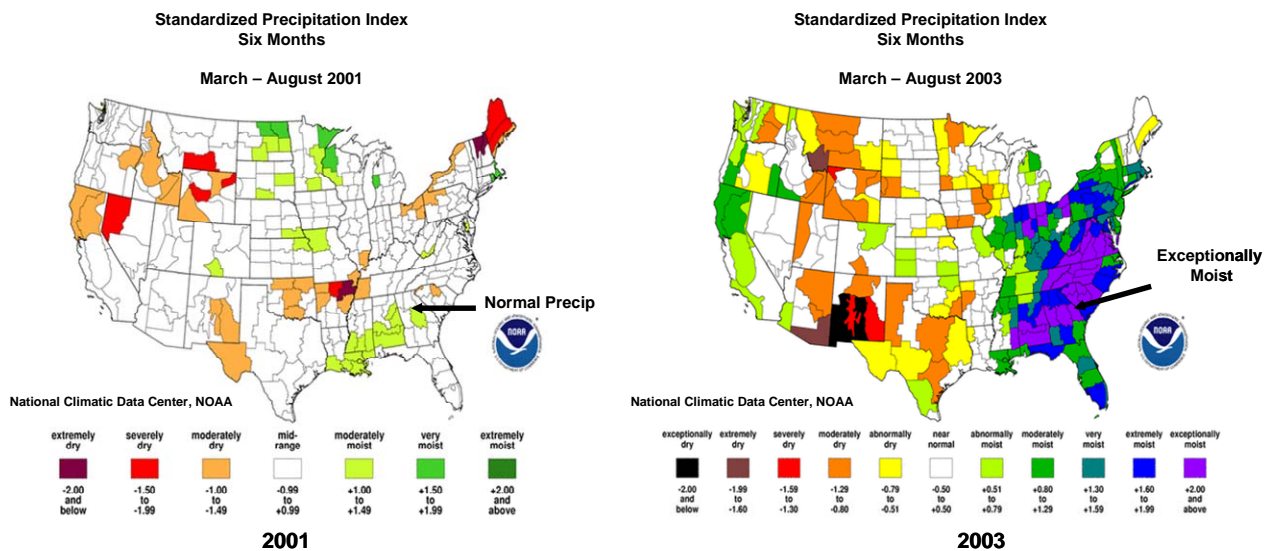 Standardized Precipitation Index
Six Months
March – August 2001
Normal Precip
NOAA
National Climatic Data Center, NOAA
extremely dry
severely dry
moderately dry
mid-range
moderately moist
very moist
extremely moist
-2.00 and below
-1.50 to -1.99
-1.00 to -1.49
-0.99 to +0.99
+1.00 to +1.49
+1.50 to +1.99
+2.00 and above
2001
Standardized Precipitation Index
Six Months
March – August 2003
Exceptionally
Moist
NOAA
National Climatic Data Center, NOAA
exceptionally dry
extremely dry
severely dry
moderately dry
abnormally dry
near normal
abnormally moist
moderately moist
very moist
extremely moist
exceptionally moist
-2.00 and below
-1.99 to -1.60
-1.59 to -1.30
-1.29 to -0.80
-0.79 to -0.51
-0.50 to +0.50
+0.51 to +0.79
+0.80 to +1.29
+1.30 to +1.59
+1.60 to +1.99
+2.00 and above
2003